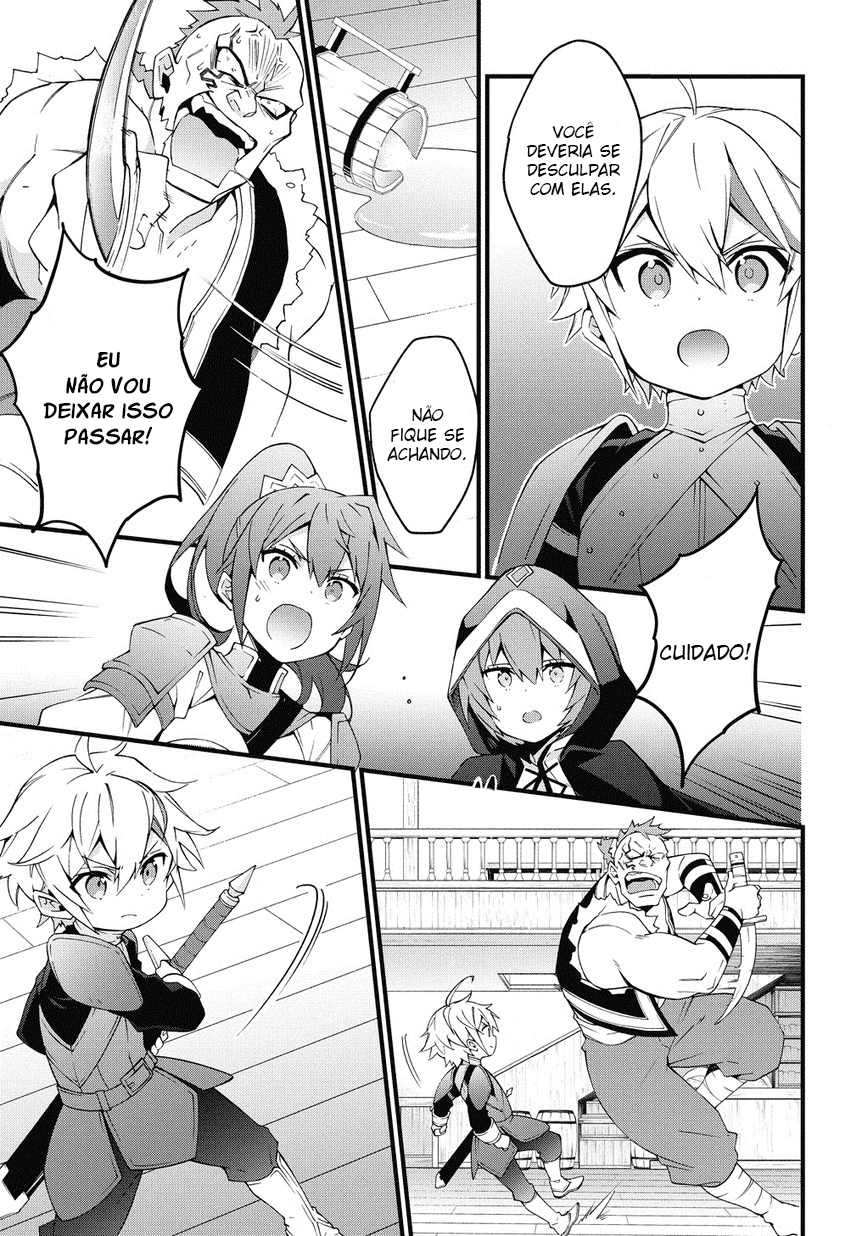 VOCÊ
DEVERIA SE
DESCULPAR
COM ELAS.
NÃO
FIQUE SE
ACHANDO.
EU
NÃO VOU
DEIXAR ISSO
PASSAR!
CUIDADO!